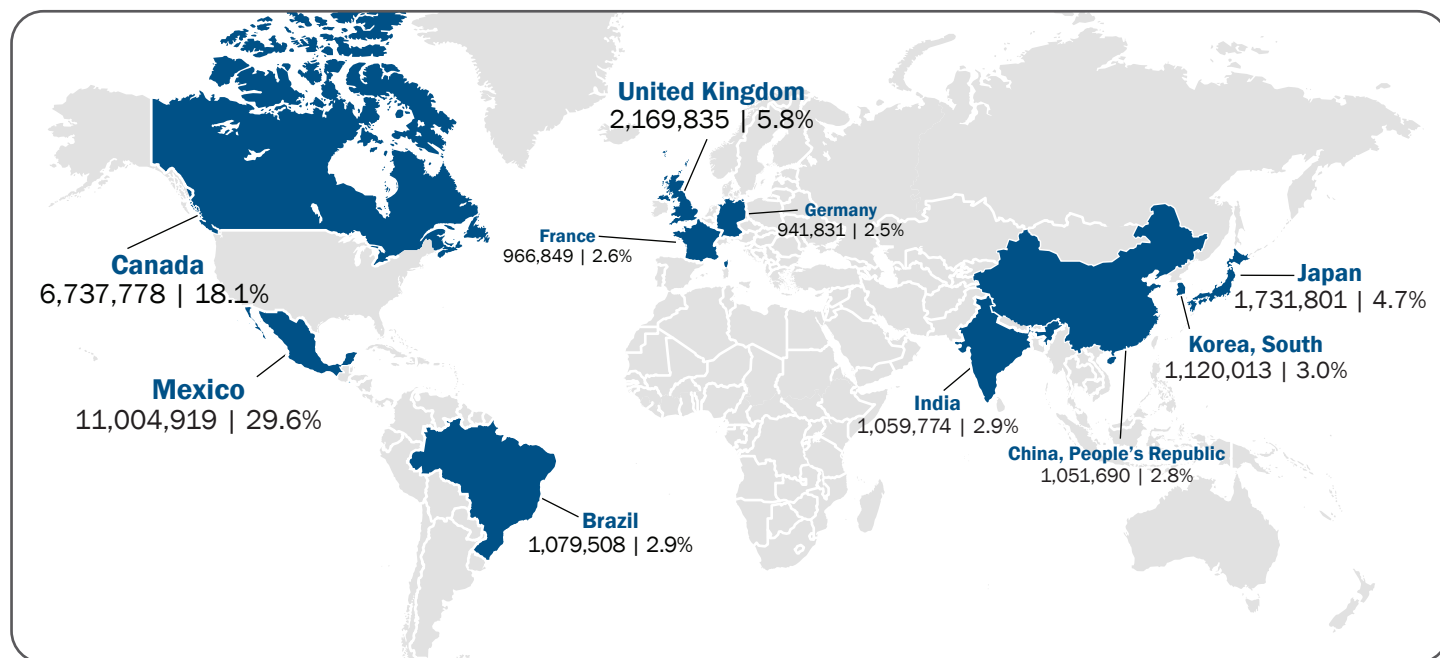 United Kingdom
2,169,835 | 5.8%
Germany
941,831 | 2.5%
France
966,849 | 2.6%
Canada
6,737,778 | 18.1%
Japan
1,731,801 | 4.7%
Korea, South
1,120,013 | 3.0%
Mexico
11,004,919 | 29.6%
India
1,059,774 | 2.9%
China, People's Republic
1,051,690 | 2.8%
Brazil
1,079,508 | 2.9%